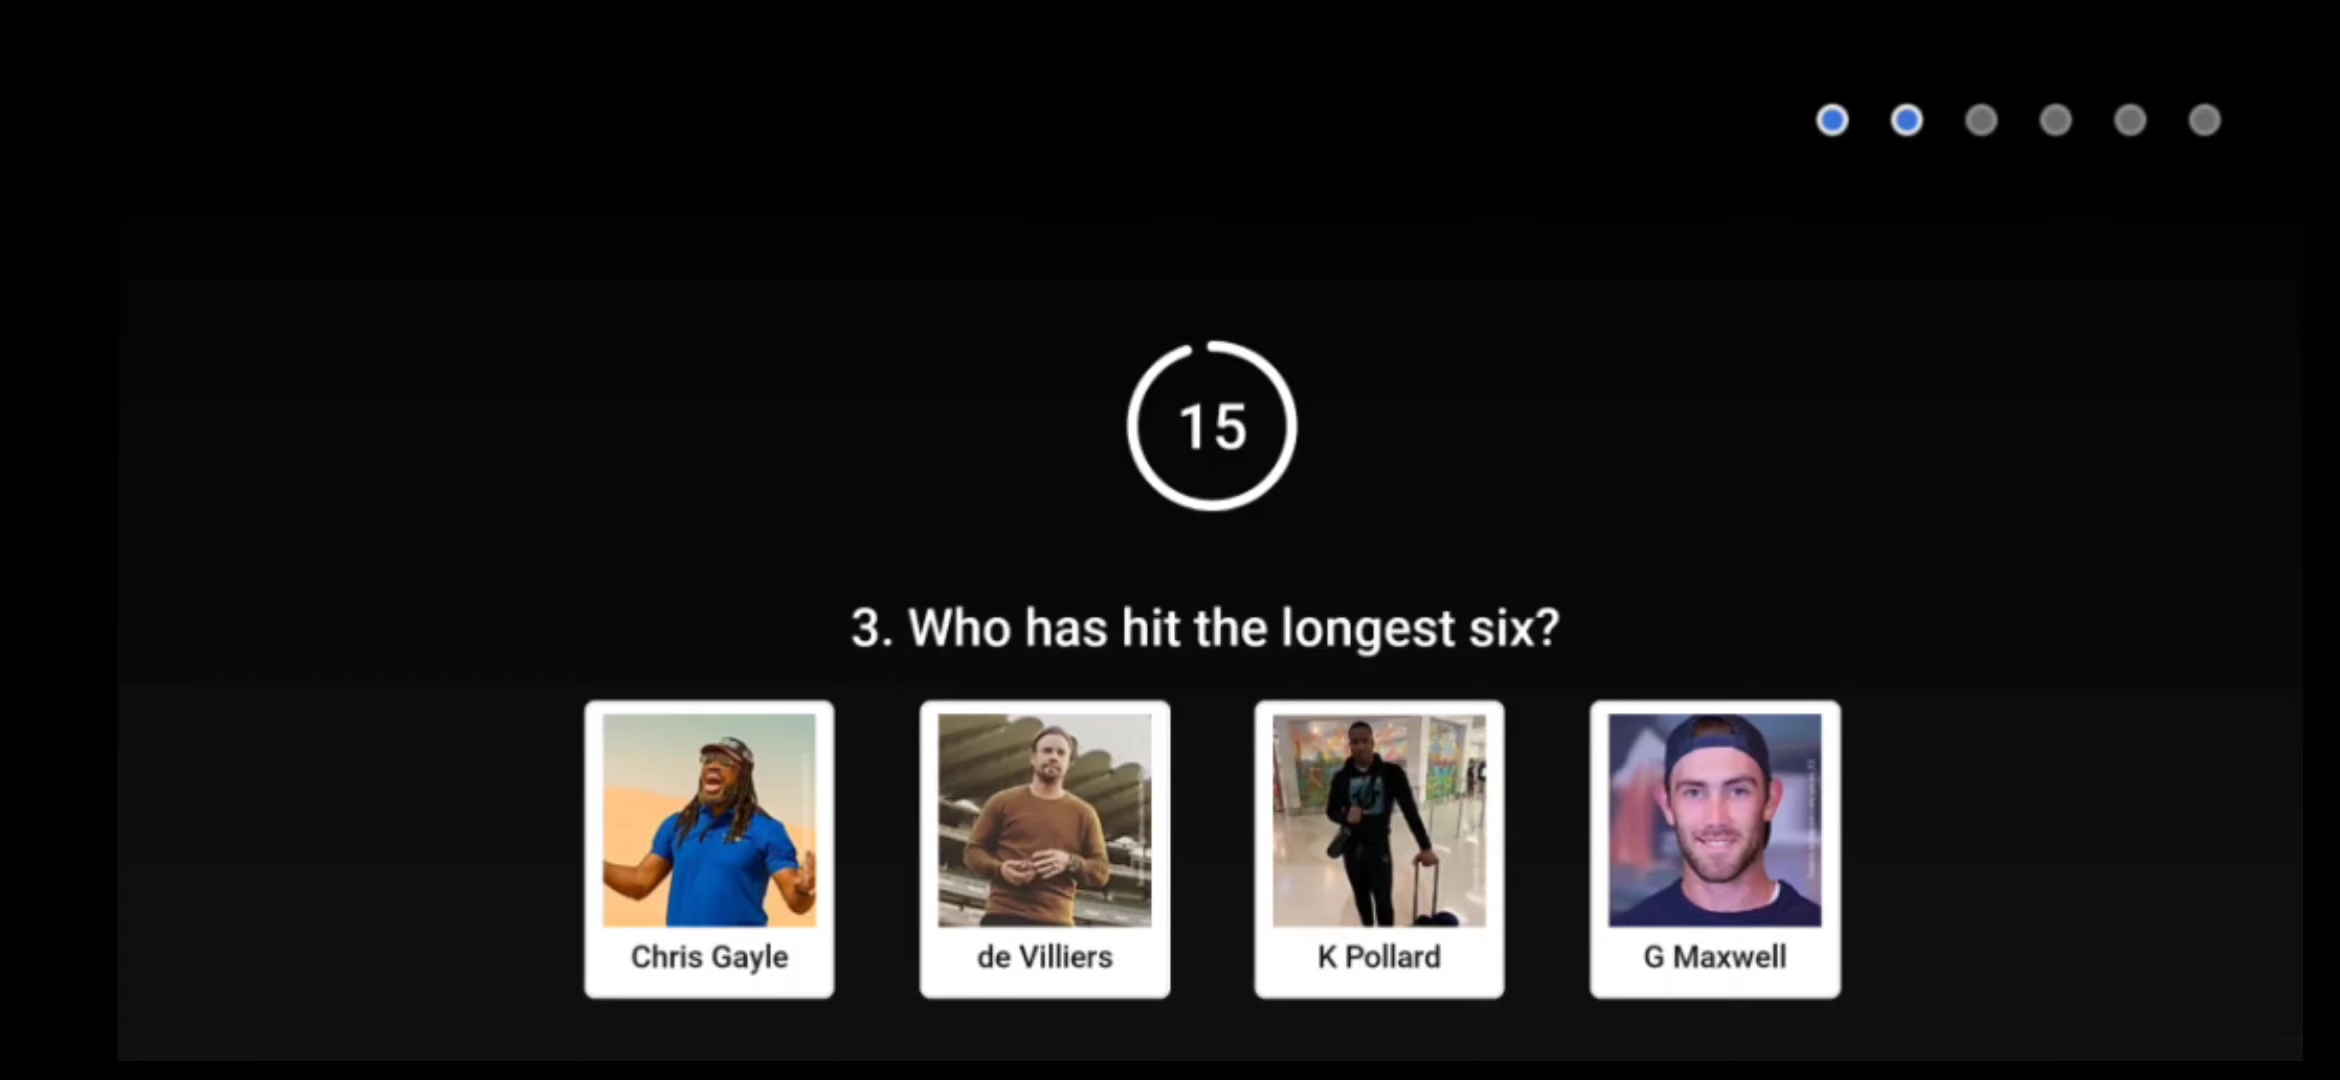 15
3. Who has hit the longest six?
Chris Gayle
de Villiers
K Pollard
G Maxwell